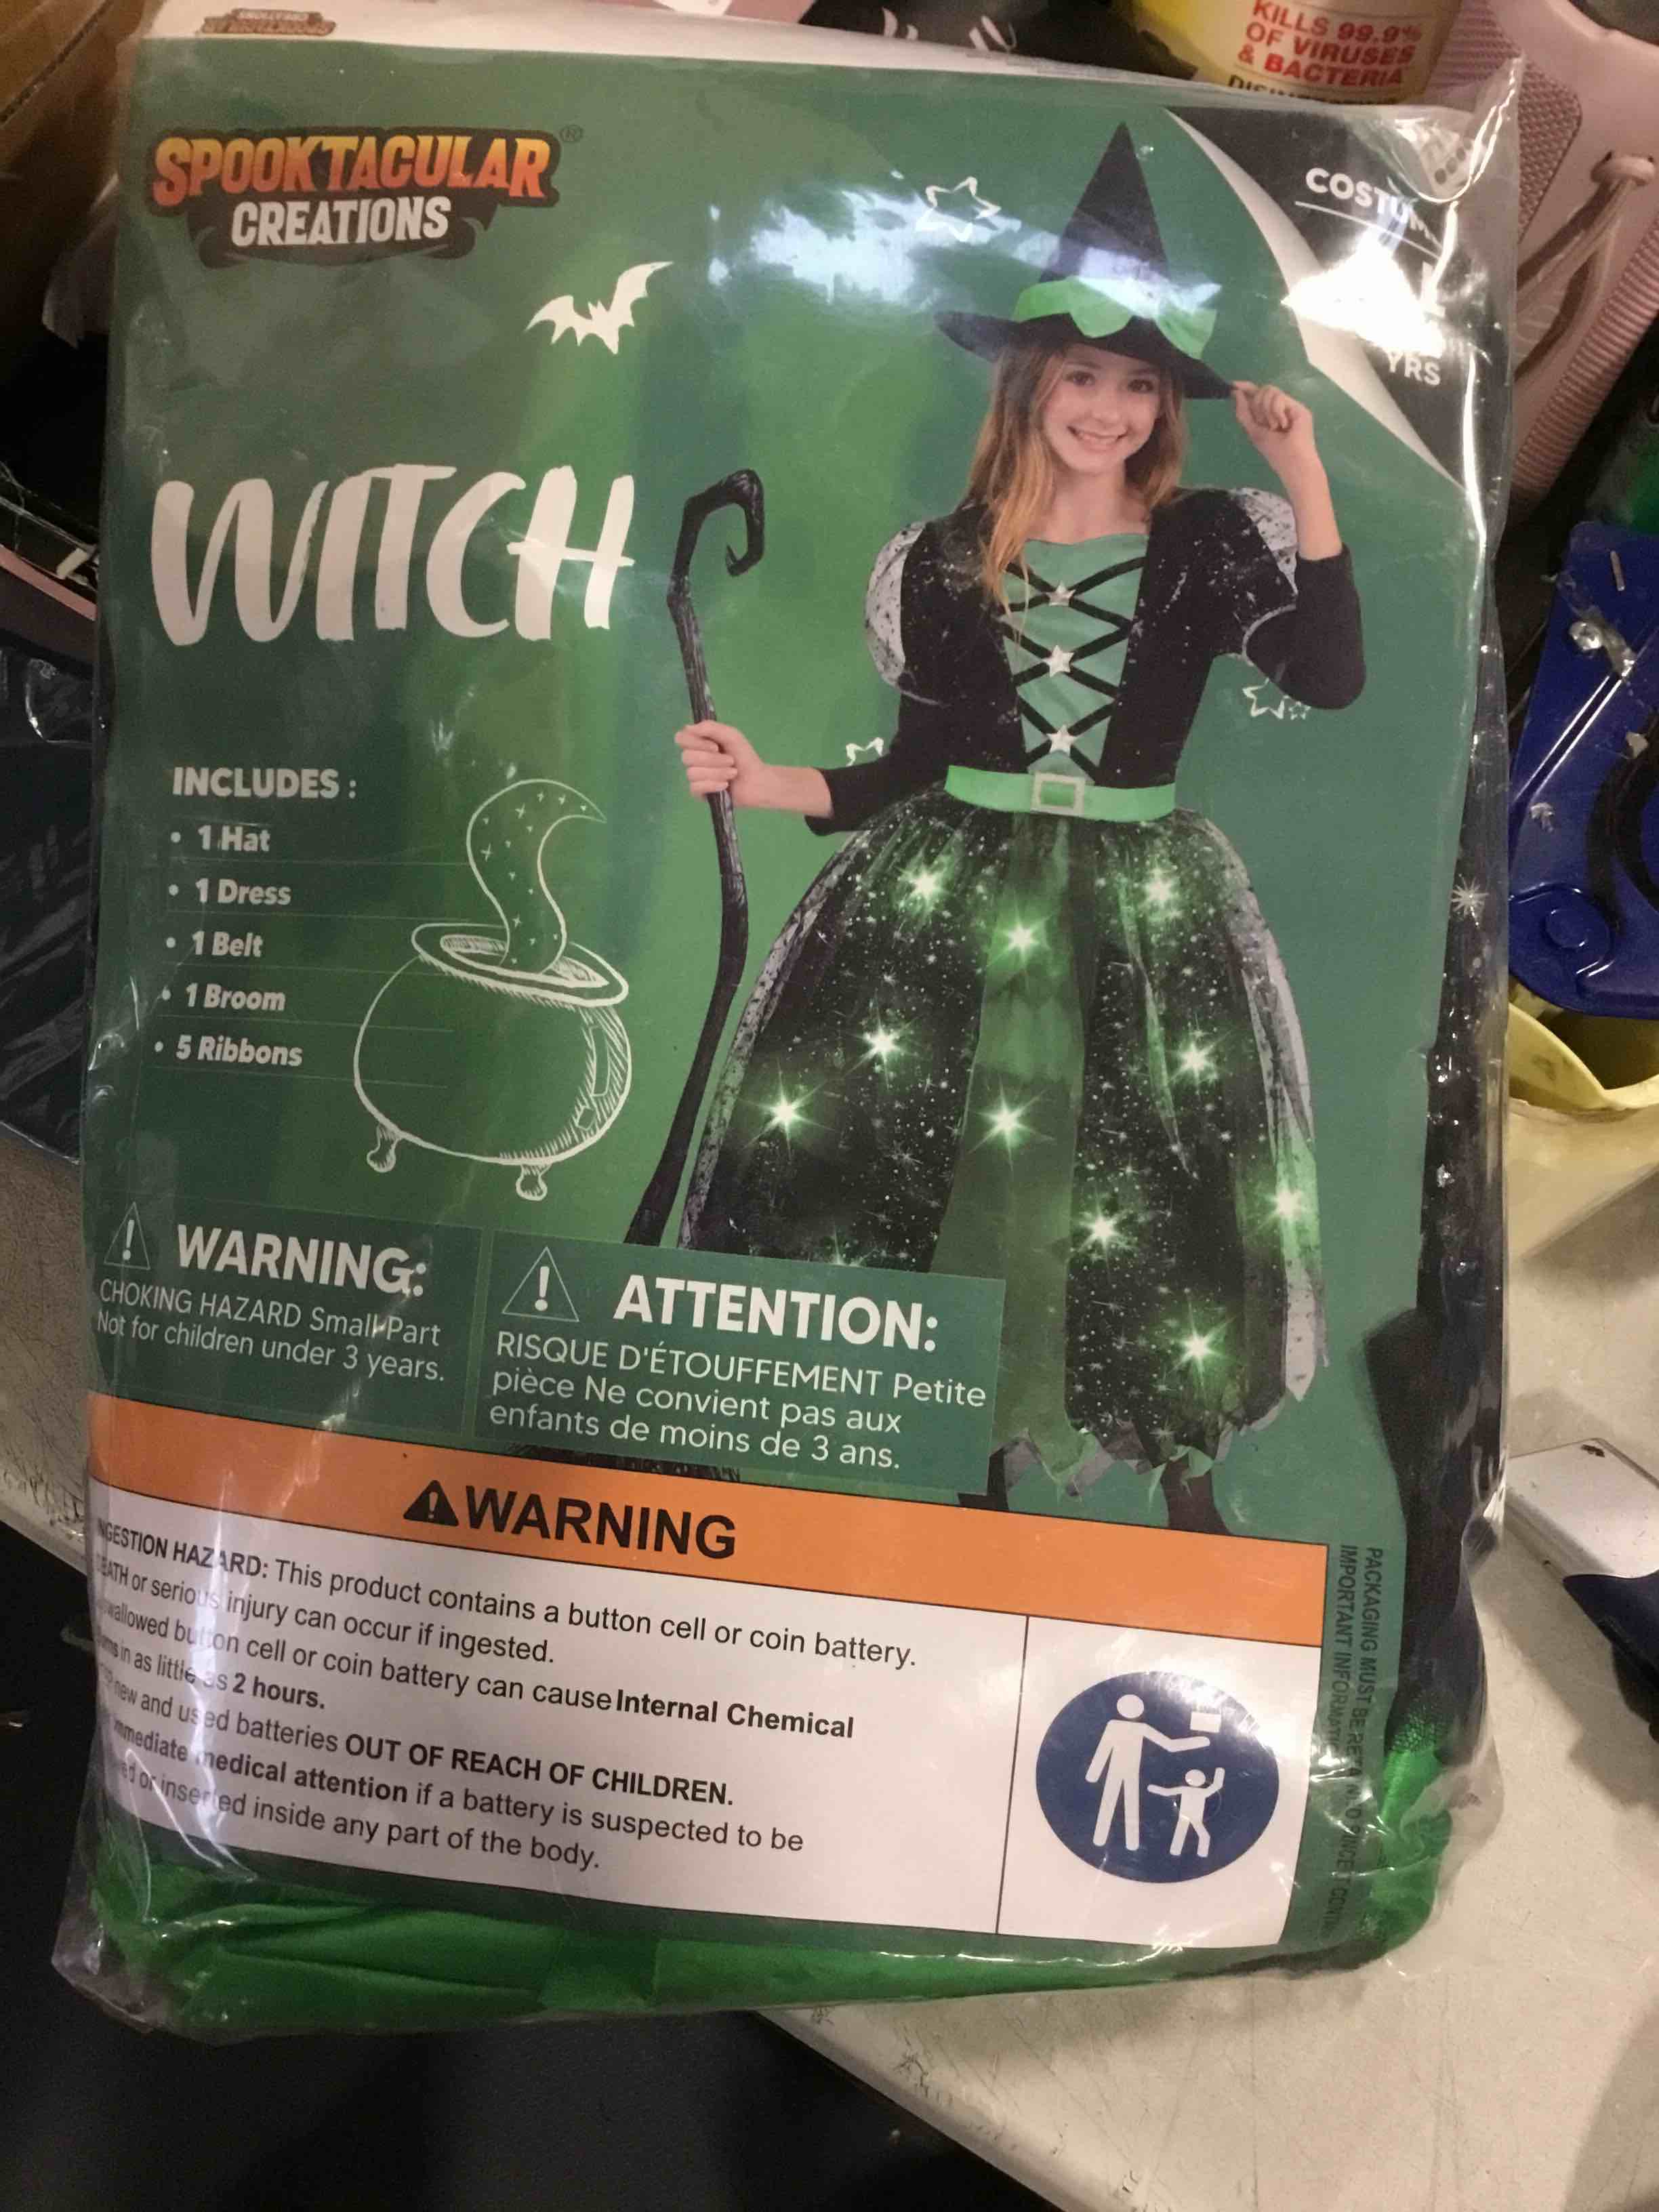 KILLS 99.9%
OF VIRUSES
& BACTERIA
SPOOKTACULAR®
CREATIONS
YRS
WITCH
INCLUDES :
• 1 Hat
• 1 Dress
• 1 Belt
• 1 Broom
• 5 Ribbons
WARNING:
CHOKING HAZARD Small Part
Not for children under 3 years.
ATTENTION:
RISQUE D'ÉTOUFFEMENT Petite
pièce Ne convient pas aux
enfants de moins de 3 ans.
WARNING
HAZARD: This product contains a button cell or coin battery.
or serious injury can occur if ingested.
button cell or coin battery can cause Internal Chemical
in as little as 2 hours.
new and used batteries OUT OF REACH OF CHILDREN.
medical attention if a battery is suspected to be
or inserted inside any part of the body.
PACKAGING MUST BE
IMPORTANT